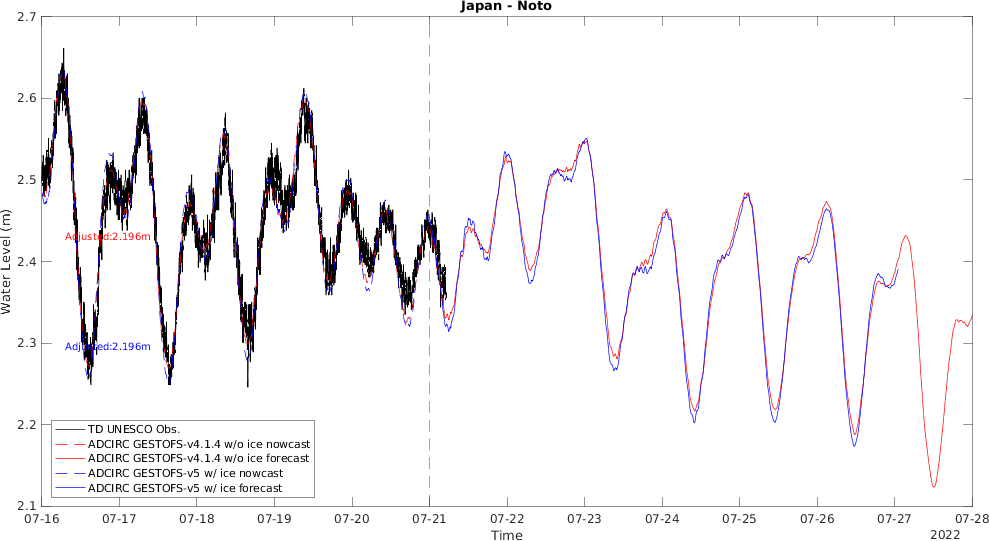 Japan - Noto
2.7
2.6
2.5
2.4
2.3
2.2
2.1
Water Level (m)
Adjusted:2.196m
Adjusted:2.196m
TD UNESCO Obs.
ADCIRC GESTOFS-v4.1.4 w/o ice nowcast
ADCIRC GESTOFS-v4.1.4 w/o ice forecast
ADCIRC GESTOFS-v5 w/ ice nowcast
ADCIRC GESTOFS-v5 w/ ice forecast
07-16 07-17 07-18 07-19 07-20 07-21 07-22 07-23 07-24 07-25 07-26 07-27 07-28
Time
2022